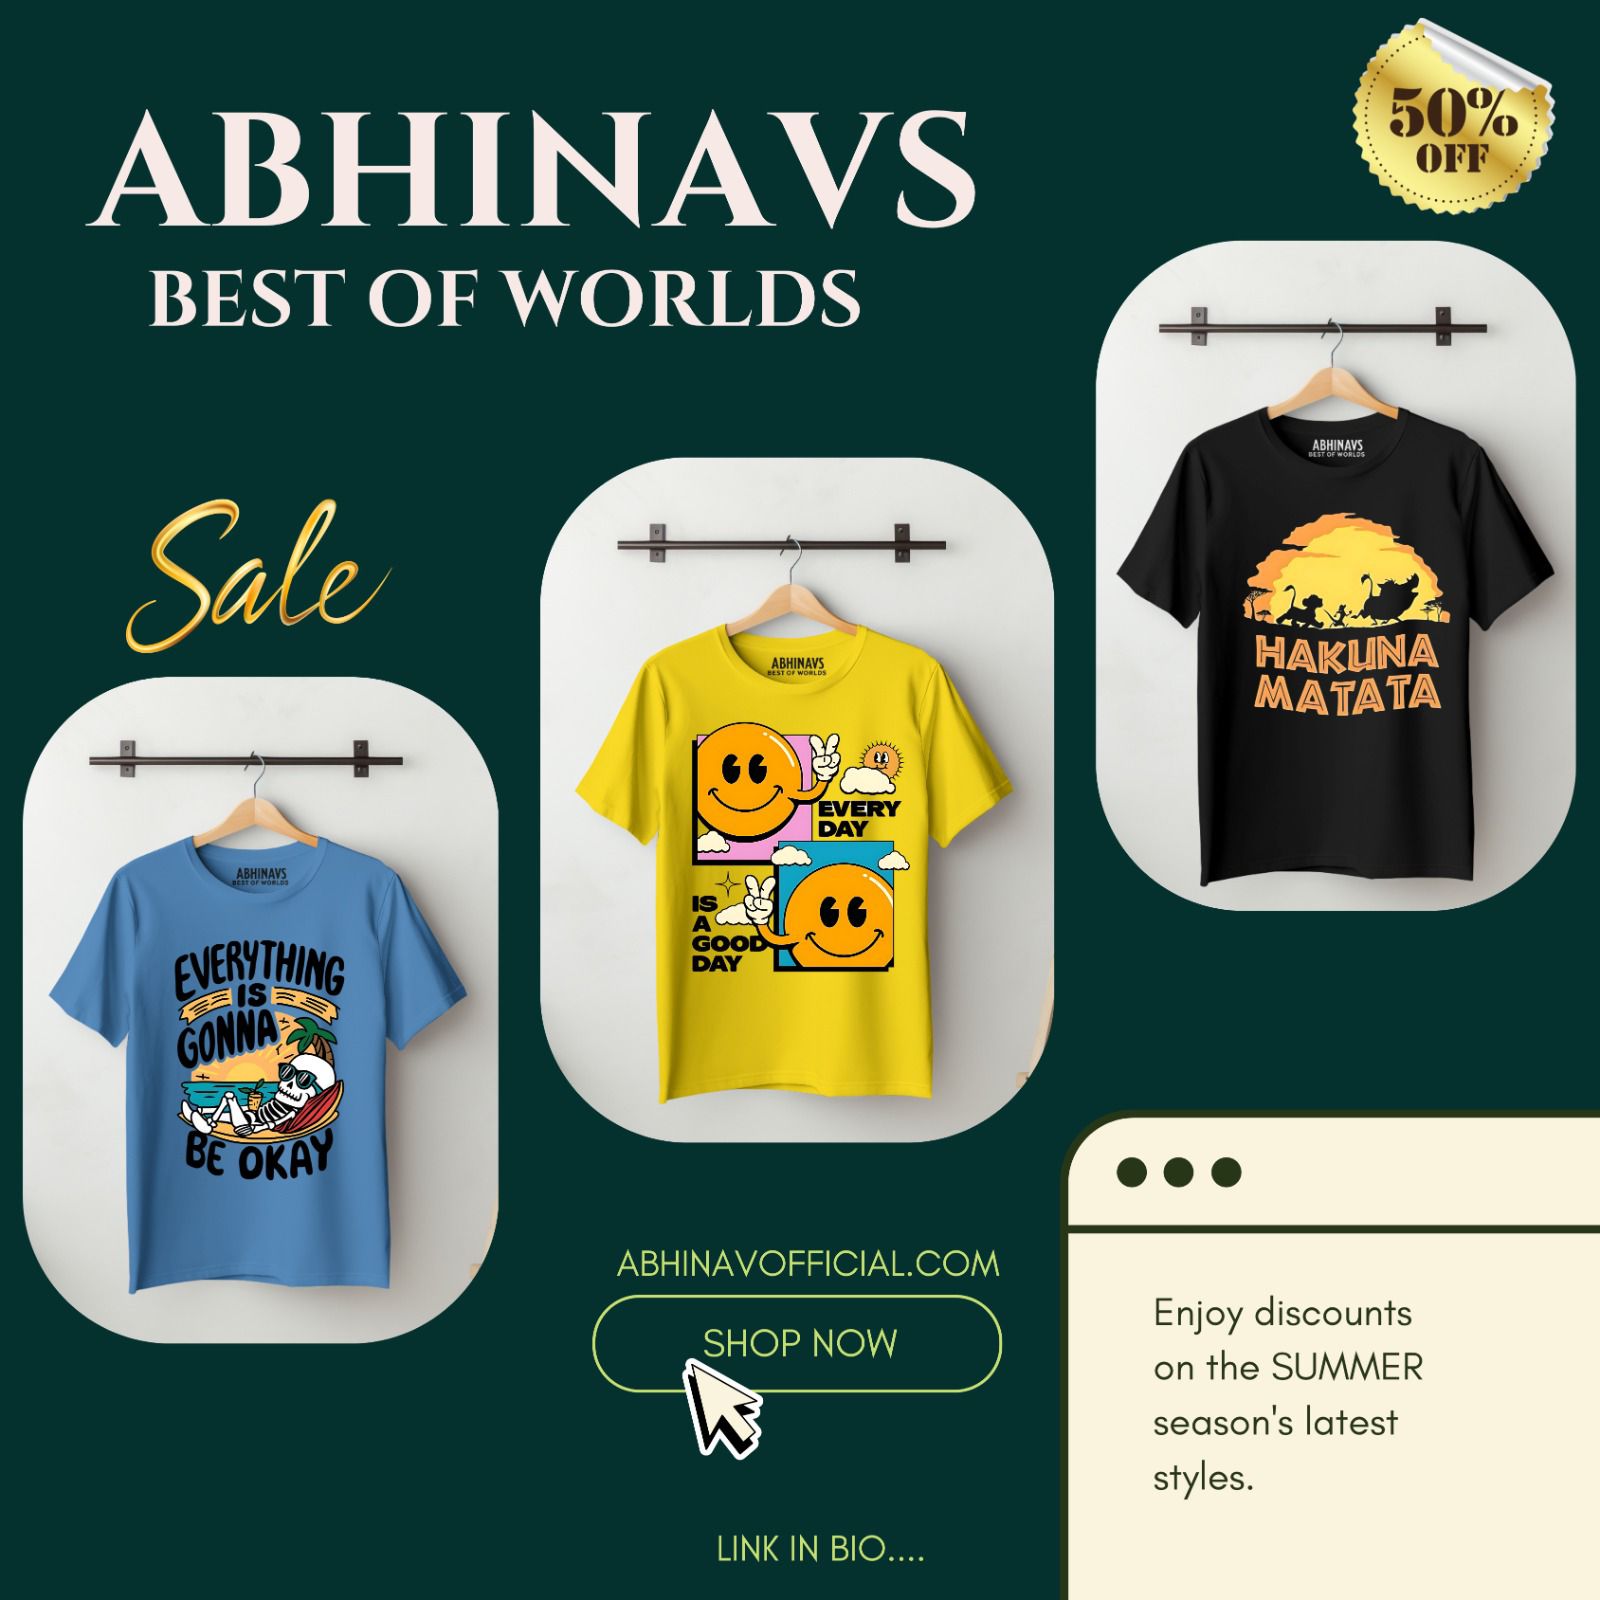 50%
OFF
ABHINAVS
BEST OF WORLDS
Sale
ABHINAVS
BEST OF WORLDS
HAKUNA
MATATA
ABHINAVS
BEST OF WORLDS
EVERY
DAY
IS
A
GOOD
DAY
ABHINAVS
BEST OF WORLDS
EVERYTHING
IS
GONNA
BE OKAY
ABHINAVOFFICIAL.COM
SHOP NOW
LINK IN BIO....
Enjoy discounts
on the SUMMER
season's latest
styles.